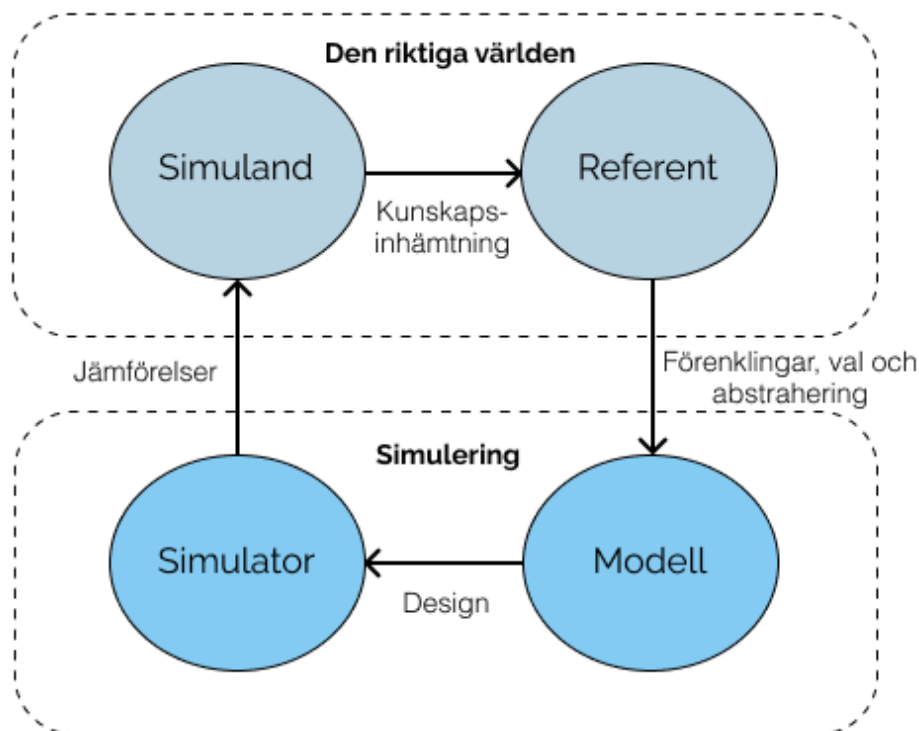 Den riktiga världen
Simuland
Referent
Kunskaps-
inhämtning
Jämförelser
Förenklingar, val och
abstrahering
Simulering
Simulator
Modell
Design